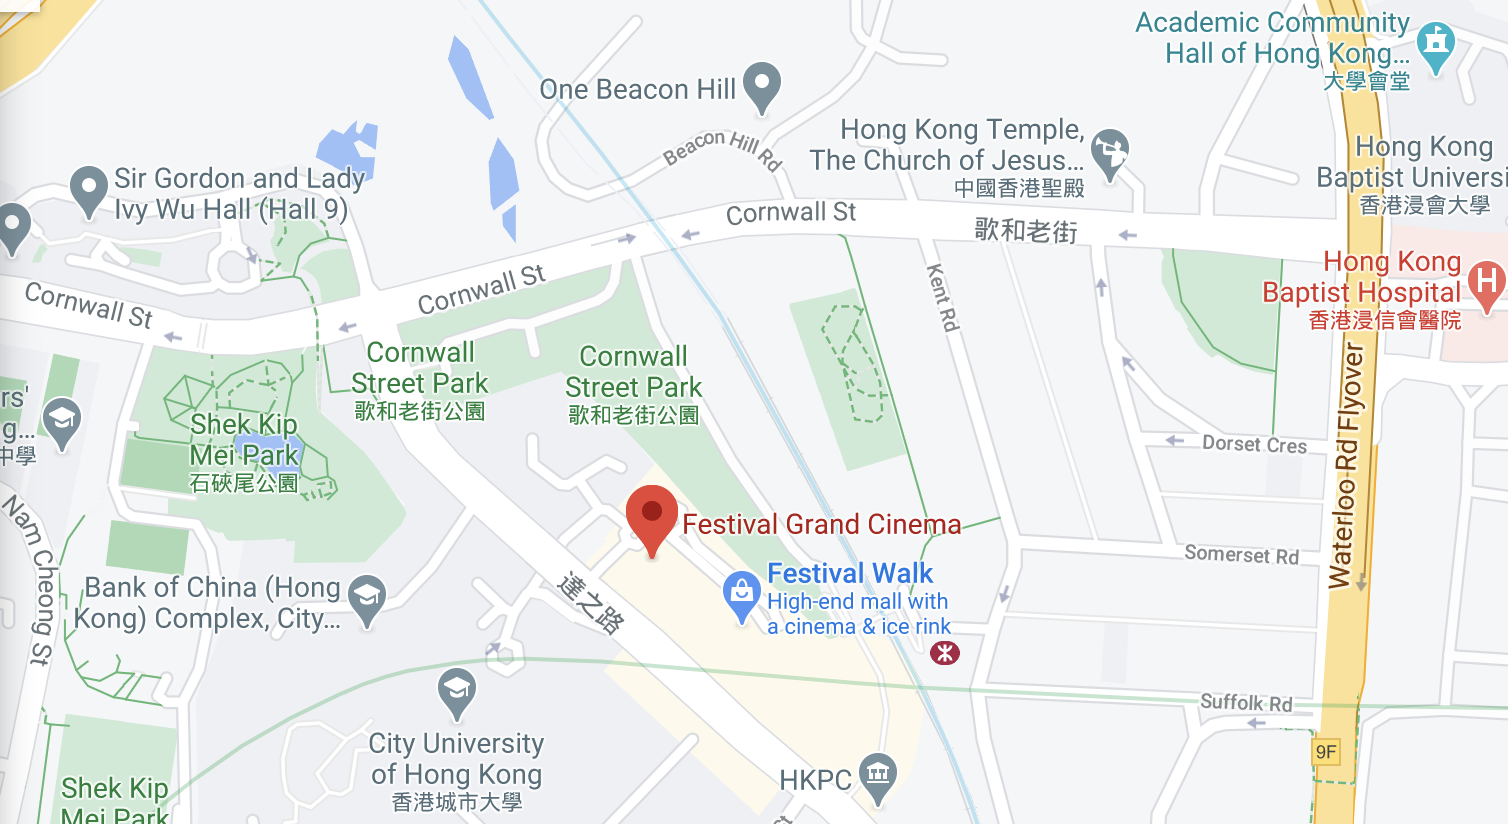 Academic Community
Hall of Hong Kong...
大學會堂
One Beacon Hill
Beacon Hill Rd
Hong Kong Temple,
The Church of Jesus...
中國香港聖殿
Hong Kong
Baptist Universi
香港浸會大學
Sir Gordon and Lady
Ivy Wu Hall (Hall 9)
Cornwall St
歌和老街
Hong Kong
Baptist Hospital
香港浸信會醫院
H
Cornwall St
Cornwall St
Kent Rd
Cornwall
Street Park
歌和老街公園
Cornwall
Street Park
歌和老街公園
rs'
g...
中學
Shek Kip
Mei Park
石硤尾公園
Waterloo Rd Flyover
Dorset Cres
Nam Cheong St
Festival Grand Cinema
Somerset Rd
Festival Walk
High-end mall with
a cinema & ice rink
Bank of China (Hong
Kong) Complex, City...
達之路
Suffolk Rd
City University
of Hong Kong
香港城市大學
9F
HKPC
Shek Kip
Mei Park